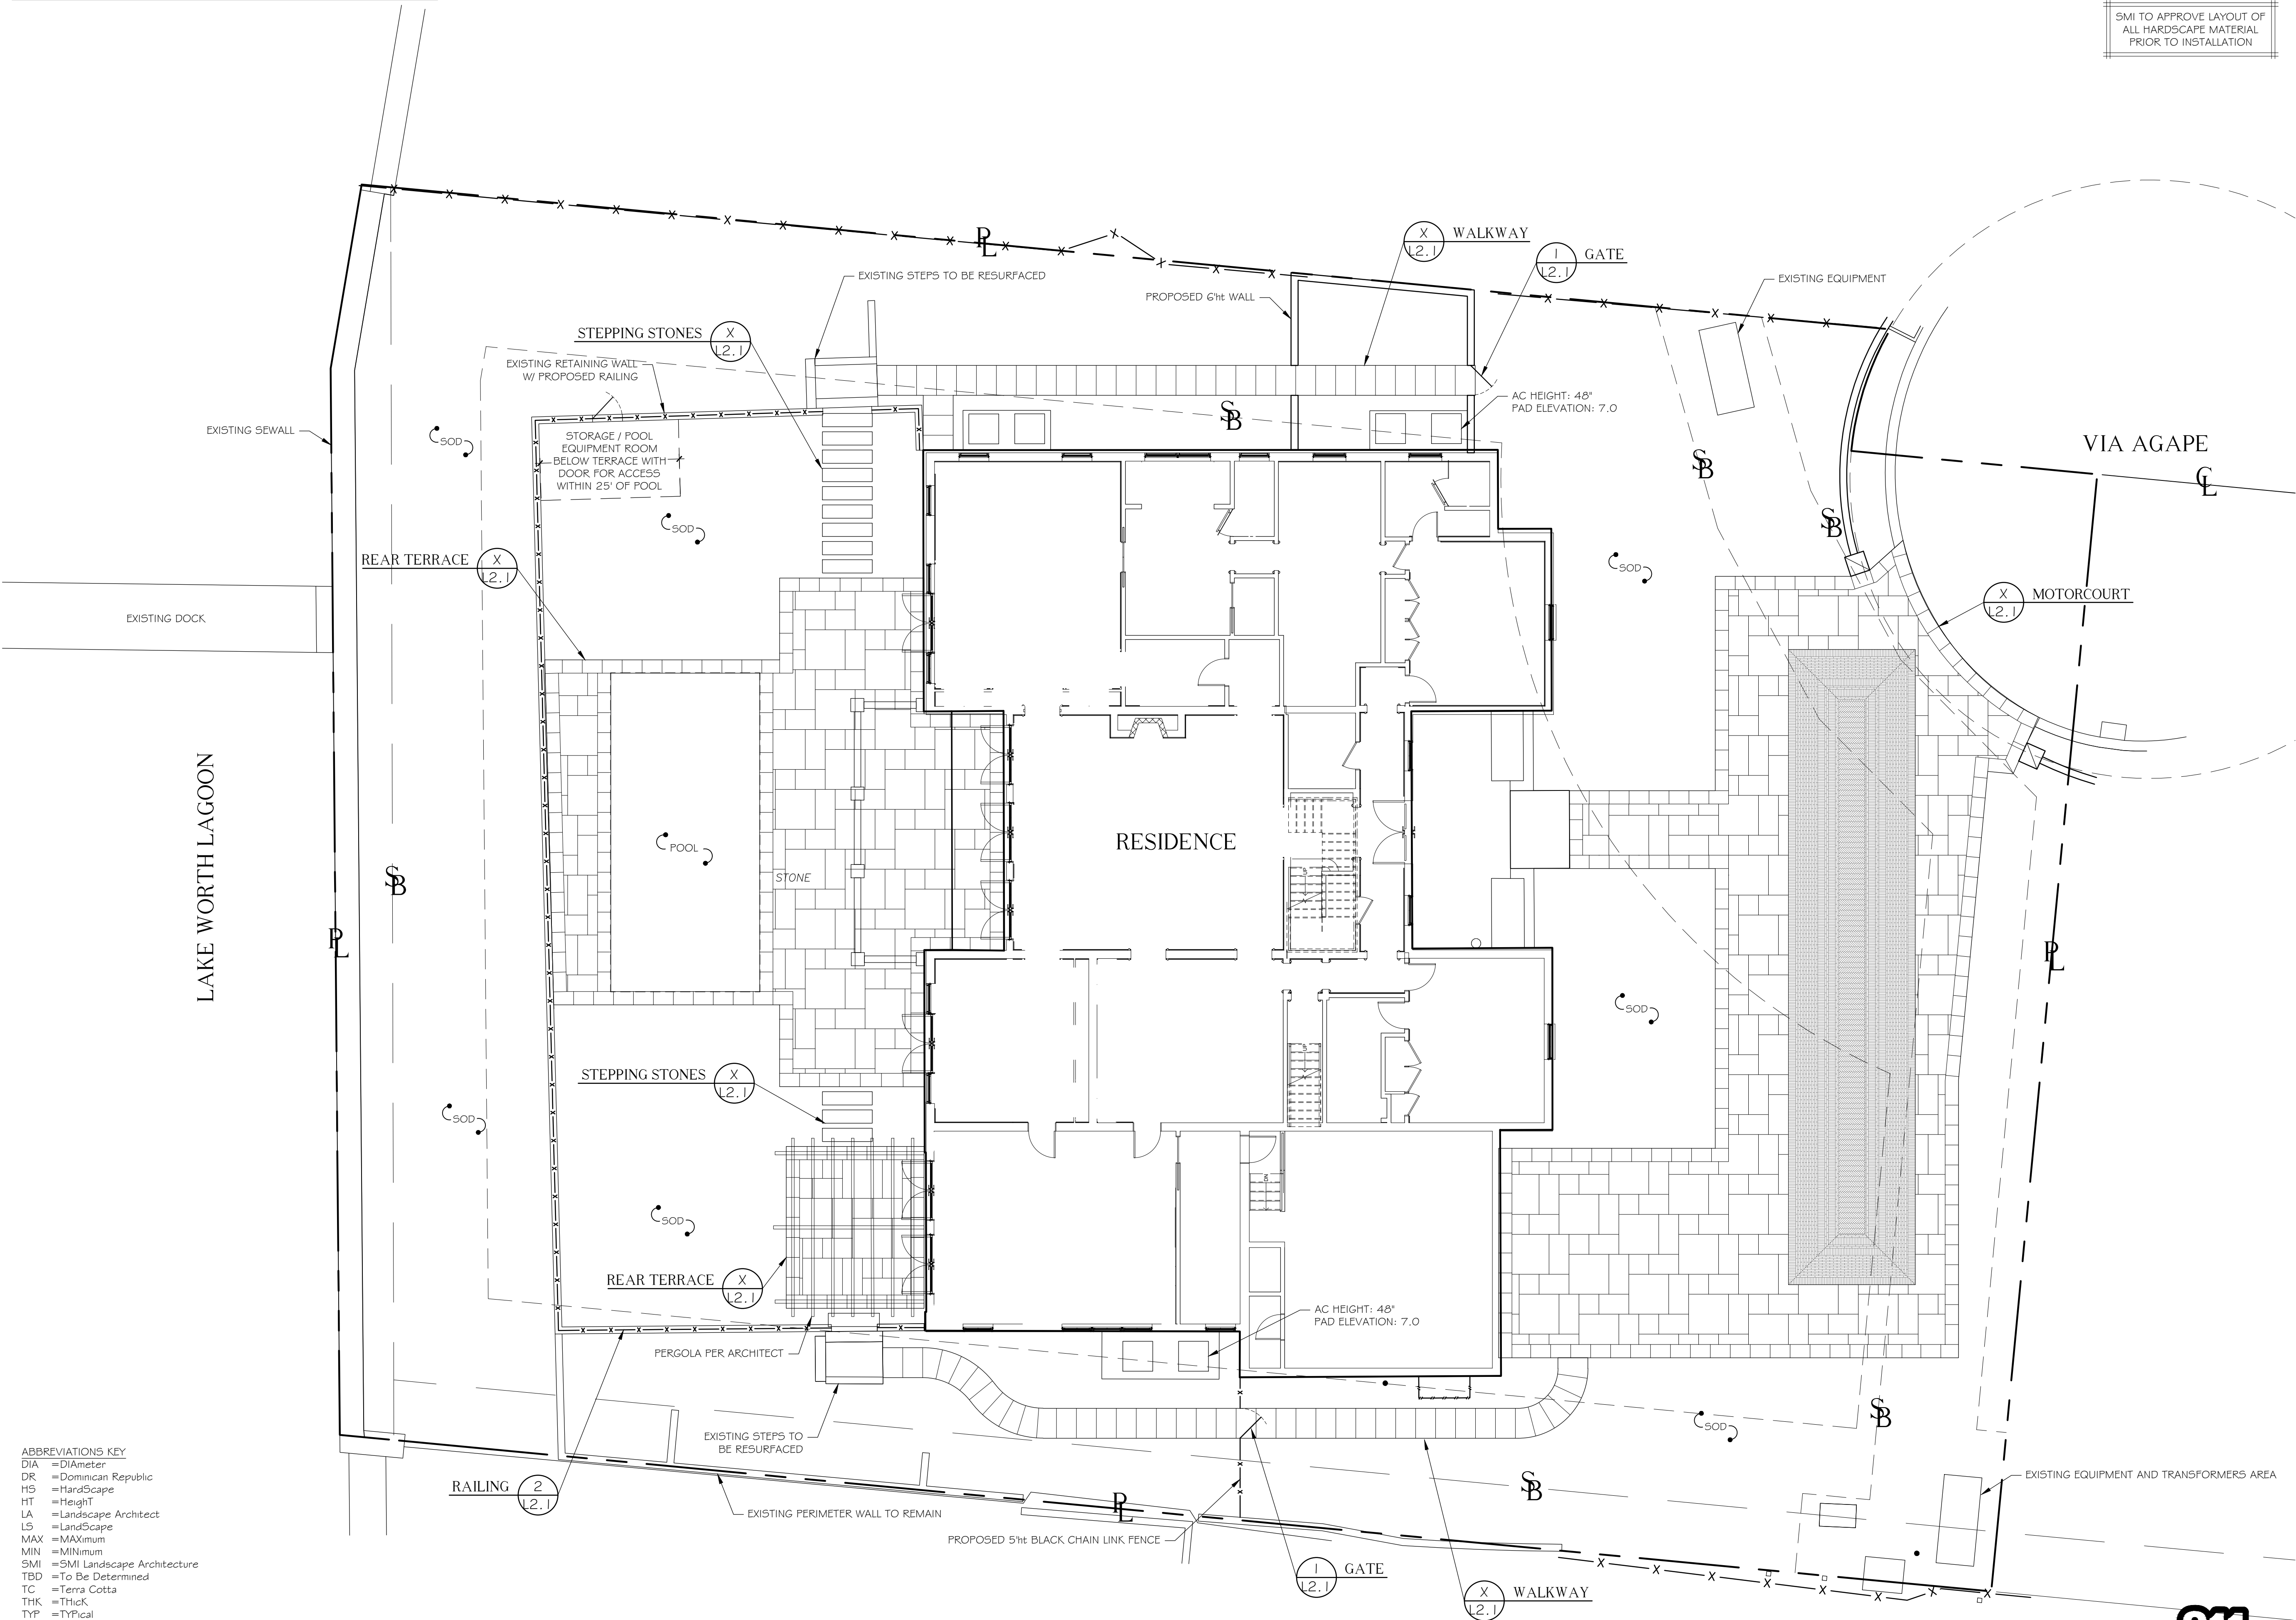 SMI TO APPROVE LAYOUT OF
ALL HARDSCAPE MATERIAL
PRIOR TO INSTALLATION
PL
X
L2.1
WALKWAY
1
L2.1
GATE
EXISTING STEPS TO BE RESURFACED
EXISTING EQUIPMENT
PROPOSED 6'ht WALL
STEPPING STONES
X
L2.1
EXISTING RETAINING WALL
W/ PROPOSED RAILING
AC HEIGHT: 48"
PAD ELEVATION: 7.0
SB
EXISTING SEWALL
SOD
STORAGE / POOL
EQUIPMENT ROOM
BELOW TERRACE WITH
DOOR FOR ACCESS
WITHIN 25' OF POOL
VIA AGAPE
SB
CL
SOD
SB
REAR TERRACE
X
L2.1
SOD
X
L2.1
MOTORCOURT
EXISTING DOCK
LAKE WORTH LAGOON
RESIDENCE
POOL
STONE
SB
PL
PL
SOD
STEPPING STONES
X
L2.1
SOD
SOD
REAR TERRACE
X
L2.1
AC HEIGHT: 48"
PAD ELEVATION: 7.0
PERGOLA PER ARCHITECT
SB
SOD
EXISTING STEPS TO
BE RESURFACED
SB
EXISTING EQUIPMENT AND TRANSFORMERS AREA
RAILING
2
L2.1
PL
EXISTING PERIMETER WALL TO REMAIN
PROPOSED 5'ht BLACK CHAIN LINK FENCE
1
L2.1
GATE
X
L2.1
WALKWAY
ABBREVIATIONS KEY
DIA =DIAmeter
DR =Dominican Republic
HS =HardScape
HT =HeighT
LA =Landscape Architect
LS =LandScape
MAX =MAXimum
MIN =MINimum
SMI =SMI Landscape Architecture
TBD =To Be Determined
TC =Terra Cotta
THK =THicK
TYP =TYPical